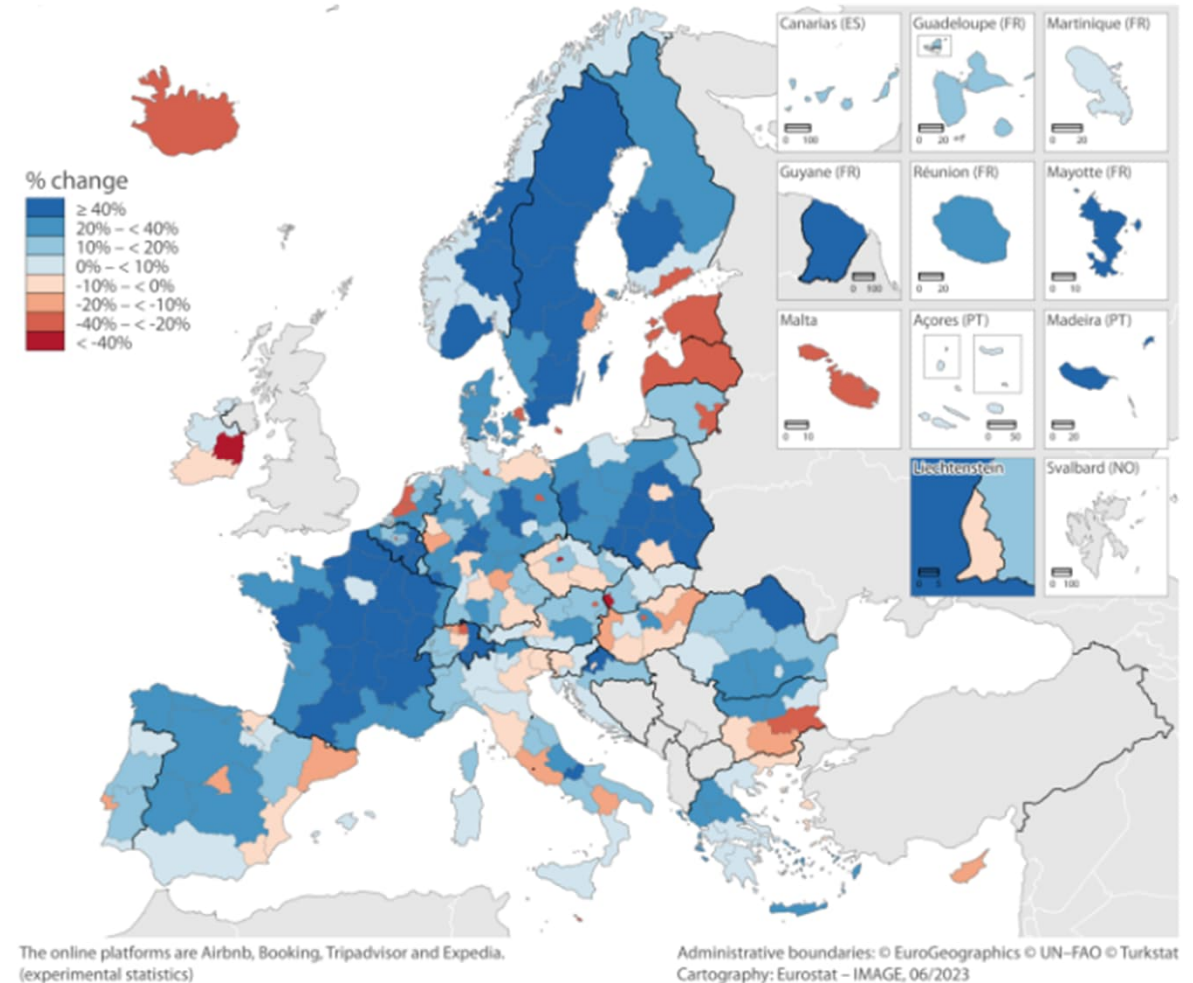 Canarias (ES)
Guadeloupe (FR)
Martinique (FR)
0 100
0 20
0 20
Guyane (FR)
Réunion (FR)
Mayotte (FR)
0 100
0 20
0 10
Malta
Açores (PT)
Madeira (PT)
0 10
0 50
0 20
Liechtenstein
Svalbard (NO)
0 5
0 100
% change
≥ 40%
20% – < 40%
10% – < 20%
0% – < 10%
-10% – < 0%
-20% – < -10%
-40% – < -20%
< -40%
The online platforms are Airbnb, Booking, Tripadvisor and Expedia.
(experimental statistics)
Administrative boundaries: © EuroGeographics © UN–FAO © Turkstat
Cartography: Eurostat – IMAGE, 06/2023